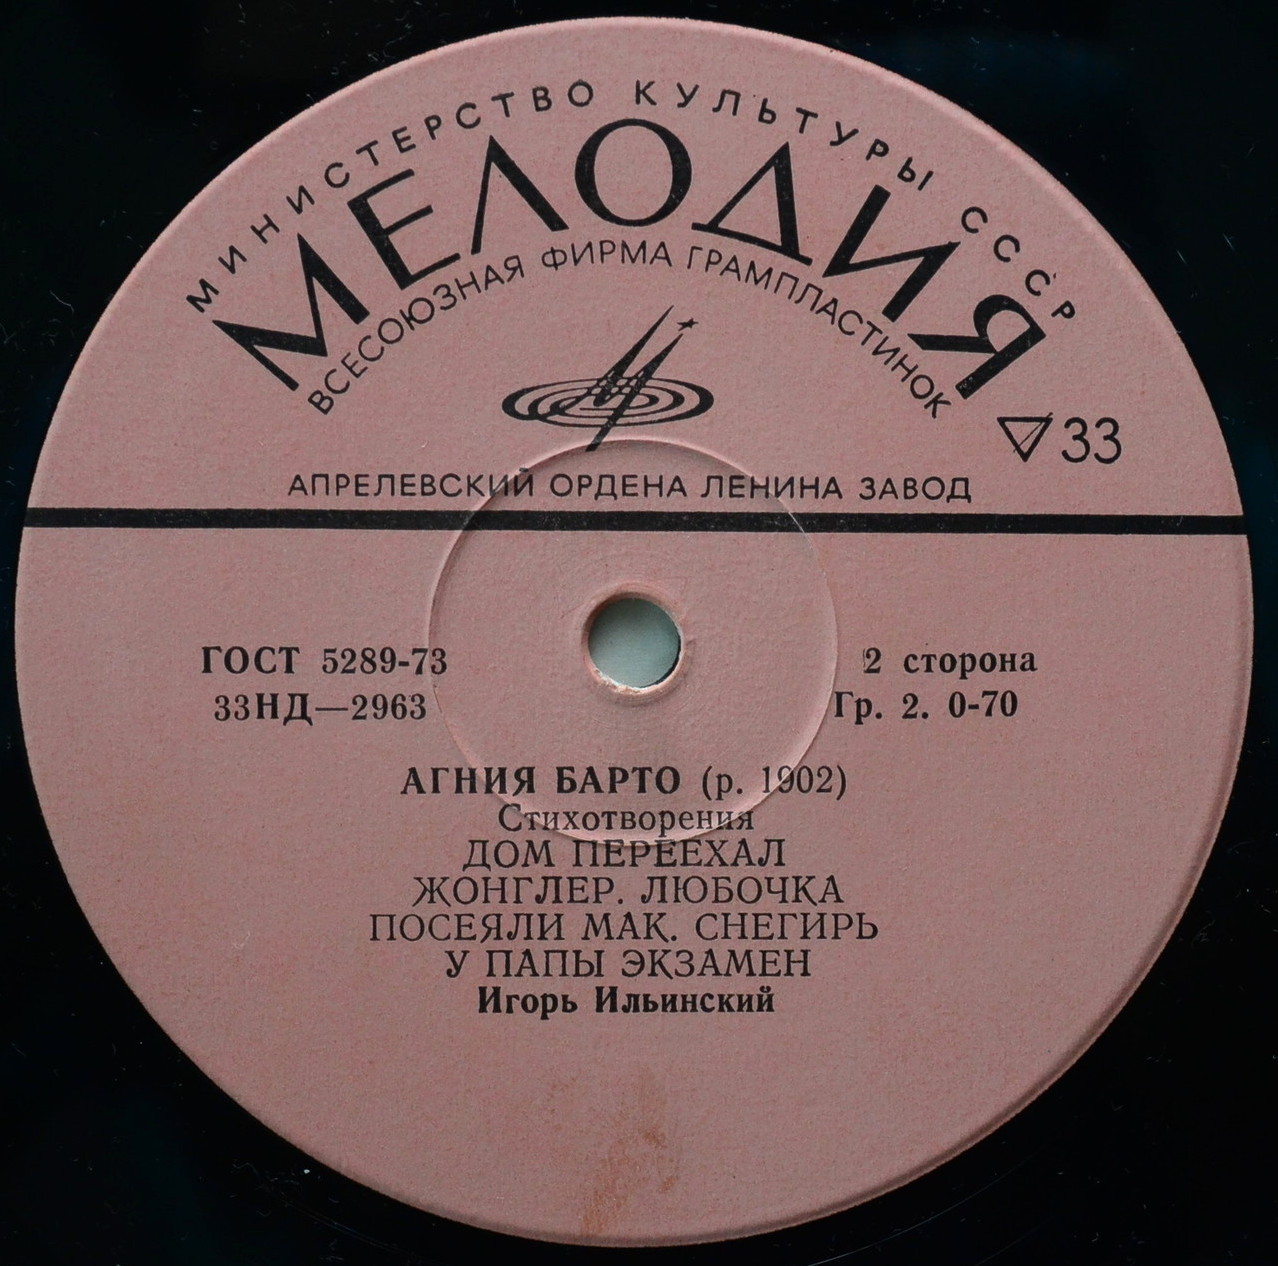 МИНИСТЕРСТВО КУЛЬТУРЫ СССР
МЕЛОДИЯ
ВСЕСОЮЗНАЯ ФИРМА ГРАМПЛАСТИНОК
33
АПРЕЛЕВСКИЙ ОРДЕНА ЛЕНИНА ЗАВОД
ГОСТ 5289-73
33НД—2963
2 сторона
Гр. 2. 0-70
АГНИЯ БАРТО (р. 1902)
Стихотворения
ДОМ ПЕРЕЕХАЛ
ЖОНГЛЕР. ЛЮБОЧКА
ПОСЕЯЛИ МАК. СНЕГИРЬ
У ПАПЫ ЭКЗАМЕН
Игорь Ильинский